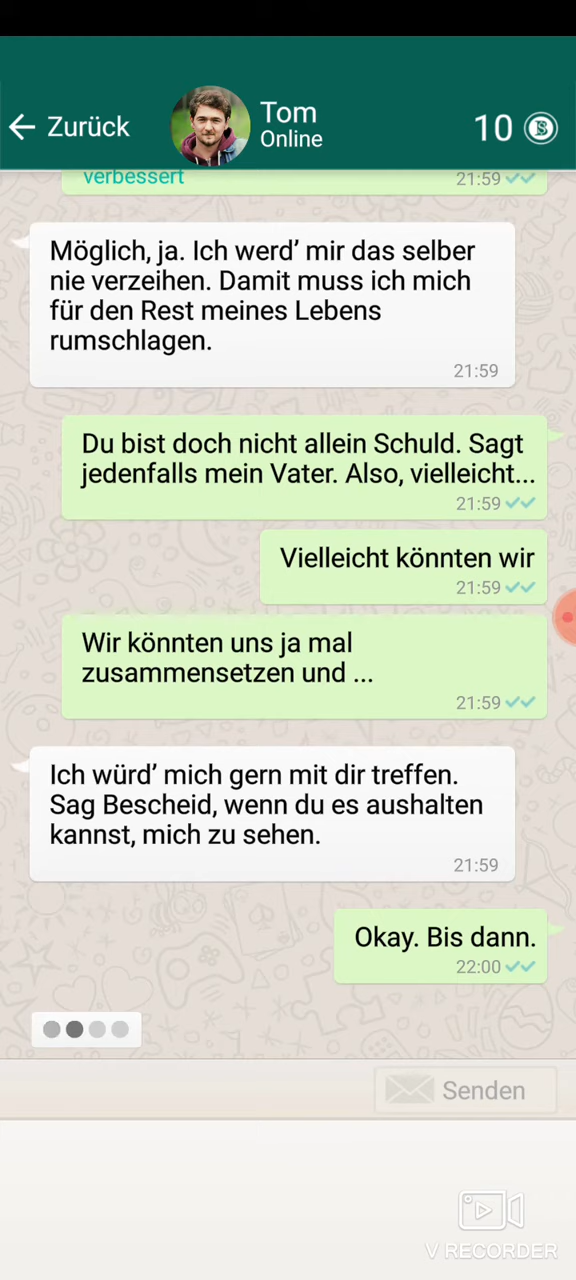 Zurück
Tom
Online
10
verbessert
21:59
Möglich, ja. Ich werd’ mir das selber
nie verzeihen. Damit muss ich mich
für den Rest meines Lebens
rumschlagen.
21:59
Du bist doch nicht allein Schuld. Sagt
jedenfalls mein Vater. Also, vielleicht...
21:59
Vielleicht könnten wir
21:59
Wir könnten uns ja mal
zusammensetzen und ...
21:59
Ich würd’ mich gern mit dir treffen.
Sag Bescheid, wenn du es aushalten
kannst, mich zu sehen.
21:59
Okay. Bis dann.
22:00
Senden
V RECORDER